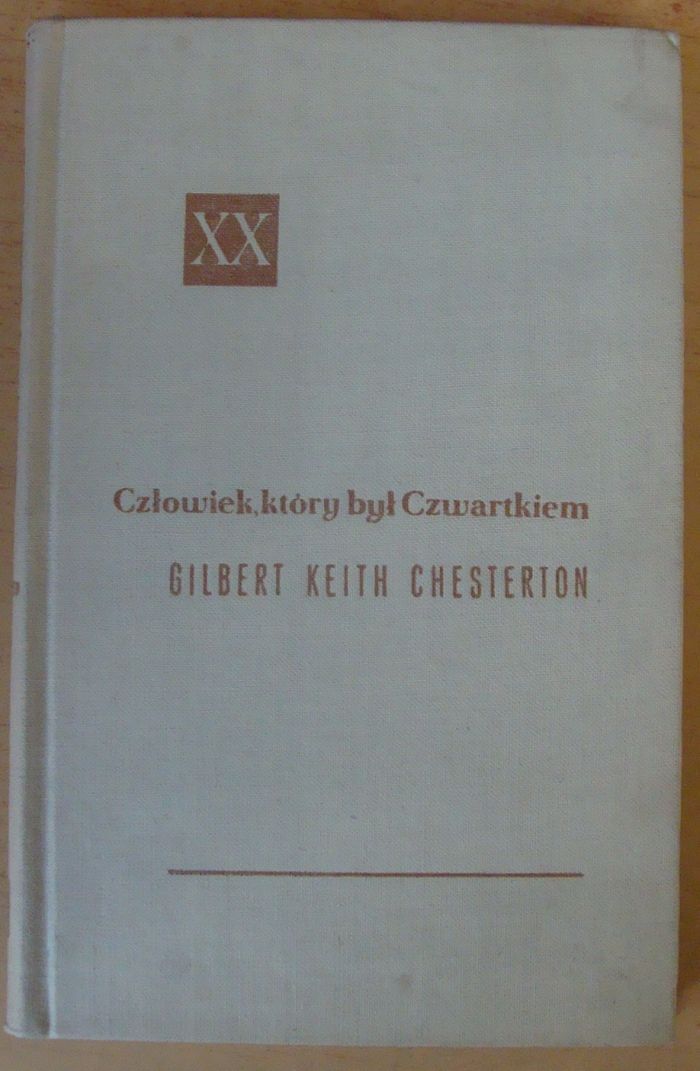 XX
Człowiek, który był Czwartkiem
GILBERT KEITH CHESTERTON